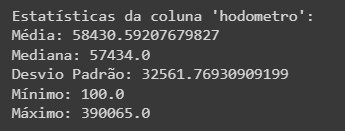 Estatísticas da coluna 'hodometro':
Média: 58430.59207679827
Mediana: 57434.0
Desvio Padrão: 32561.76930909199
Mínimo: 100.0
Máximo: 390065.0